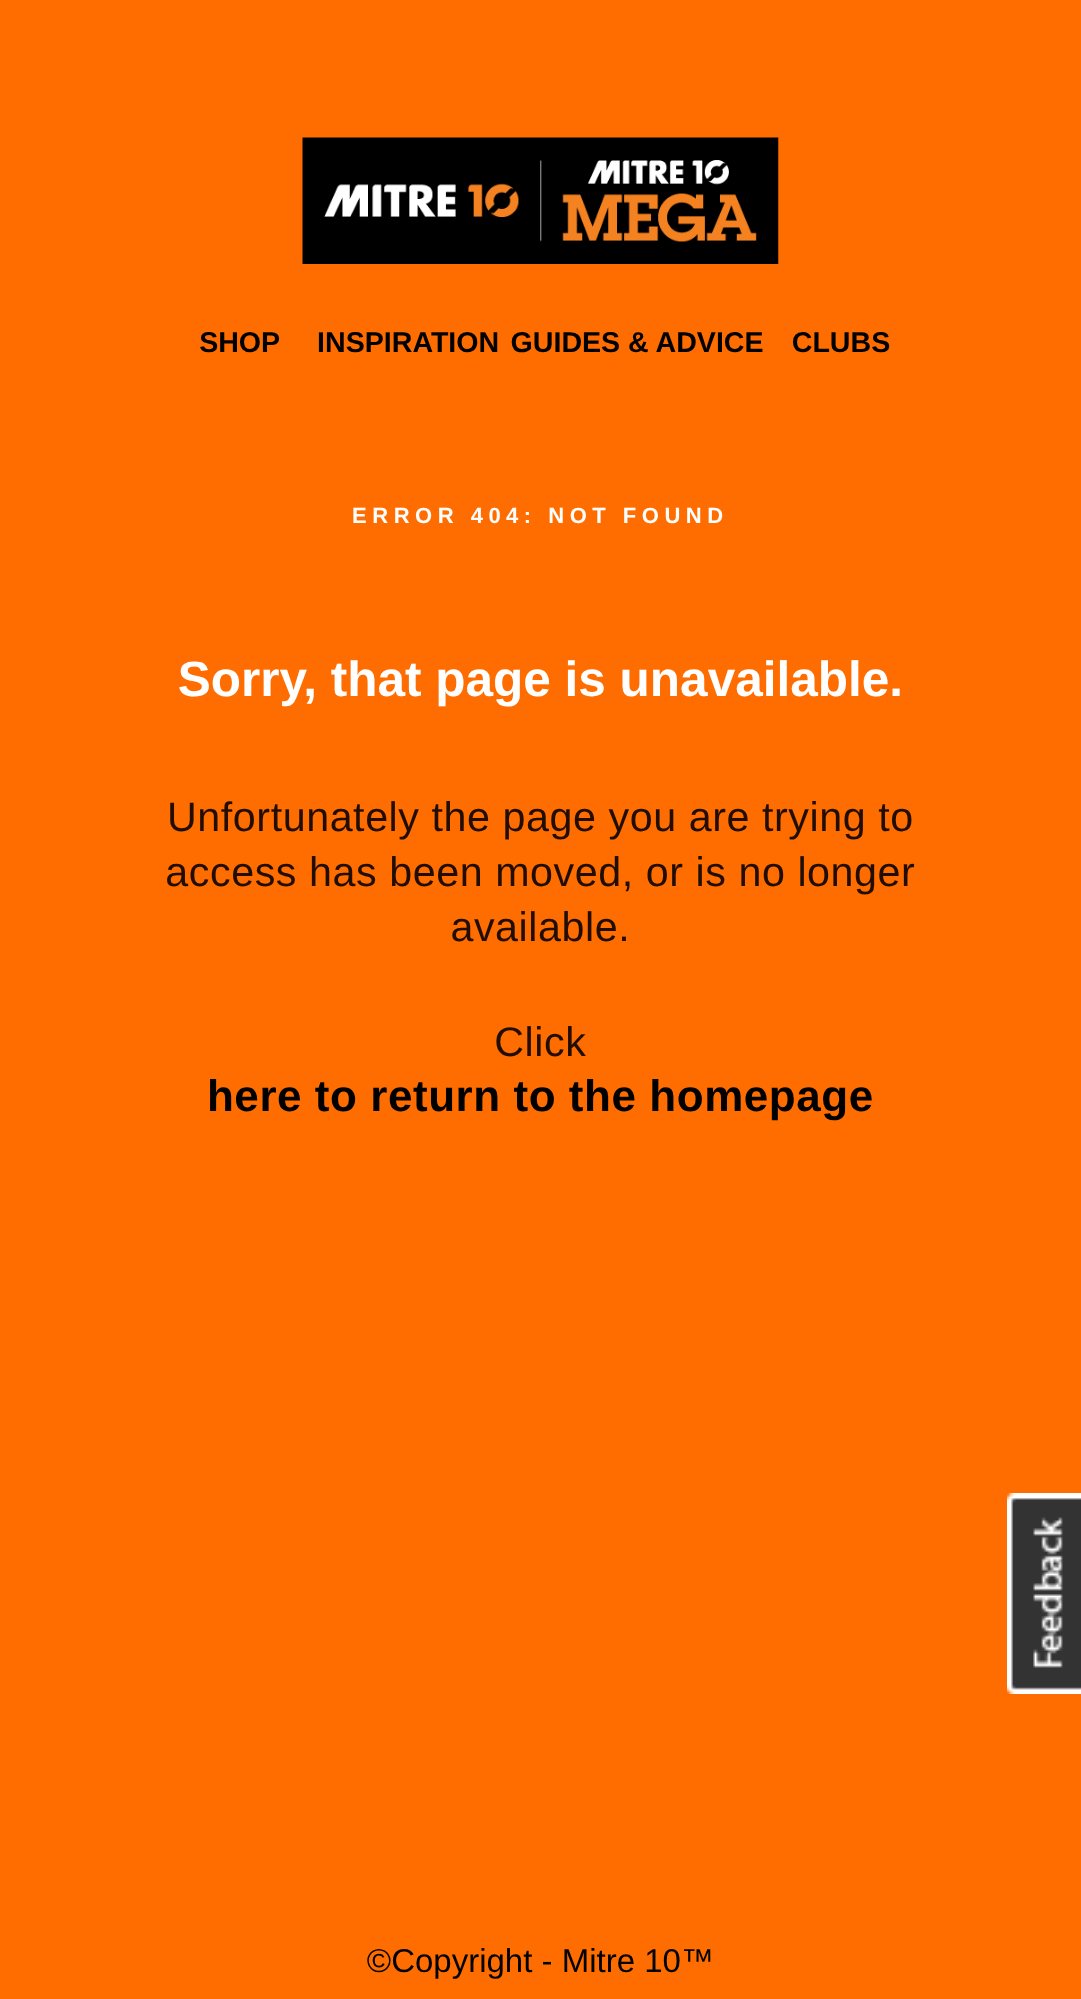 MITRE 10
MITRE 10
MEGA
SHOP INSPIRATION GUIDES & ADVICE CLUBS
ERROR 404: NOT FOUND
Sorry, that page is unavailable.
Unfortunately the page you are trying to
access has been moved, or is no longer
available.
Click
here to return to the homepage
Feedback
©Copyright - Mitre 10™